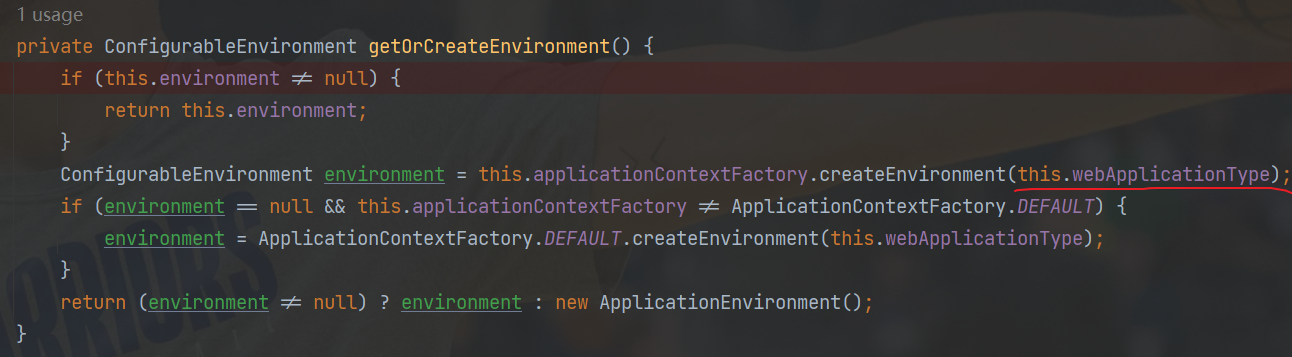 1 usage
private ConfigurableEnvironment getOrCreateEnvironment() {
if (this.environment ≠ null) {
return this.environment;
}
ConfigurableEnvironment environment = this.applicationContextFactory.createEnvironment(this.webApplicationType);
if (environment == null && this.applicationContextFactory ≠ ApplicationContextFactory.DEFAULT) {
environment = ApplicationContextFactory.DEFAULT.createEnvironment(this.webApplicationType);
}
return (environment ≠ null) ? environment : new ApplicationEnvironment();
}